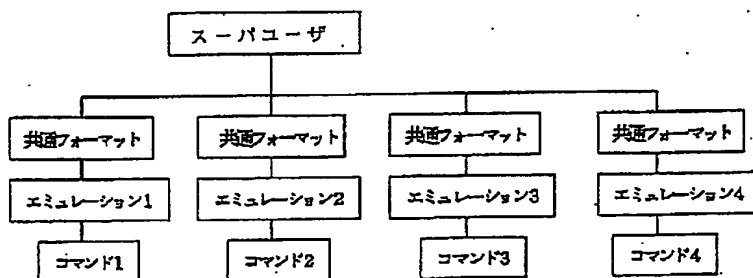 スーパユーザ
共通フォーマット 共通フォーマット 共通フォーマット 共通フォーマット
エミュレーション1 エミュレーション2 エミュレーション3 エミュレーション4
コマンド1 コマンド2 コマンド3 コマンド4